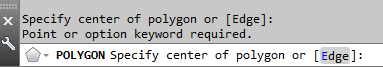 Specify center of polygon or [Edge]:
Point or option keyword required.
POLYGON Specify center of polygon or [Edge]: